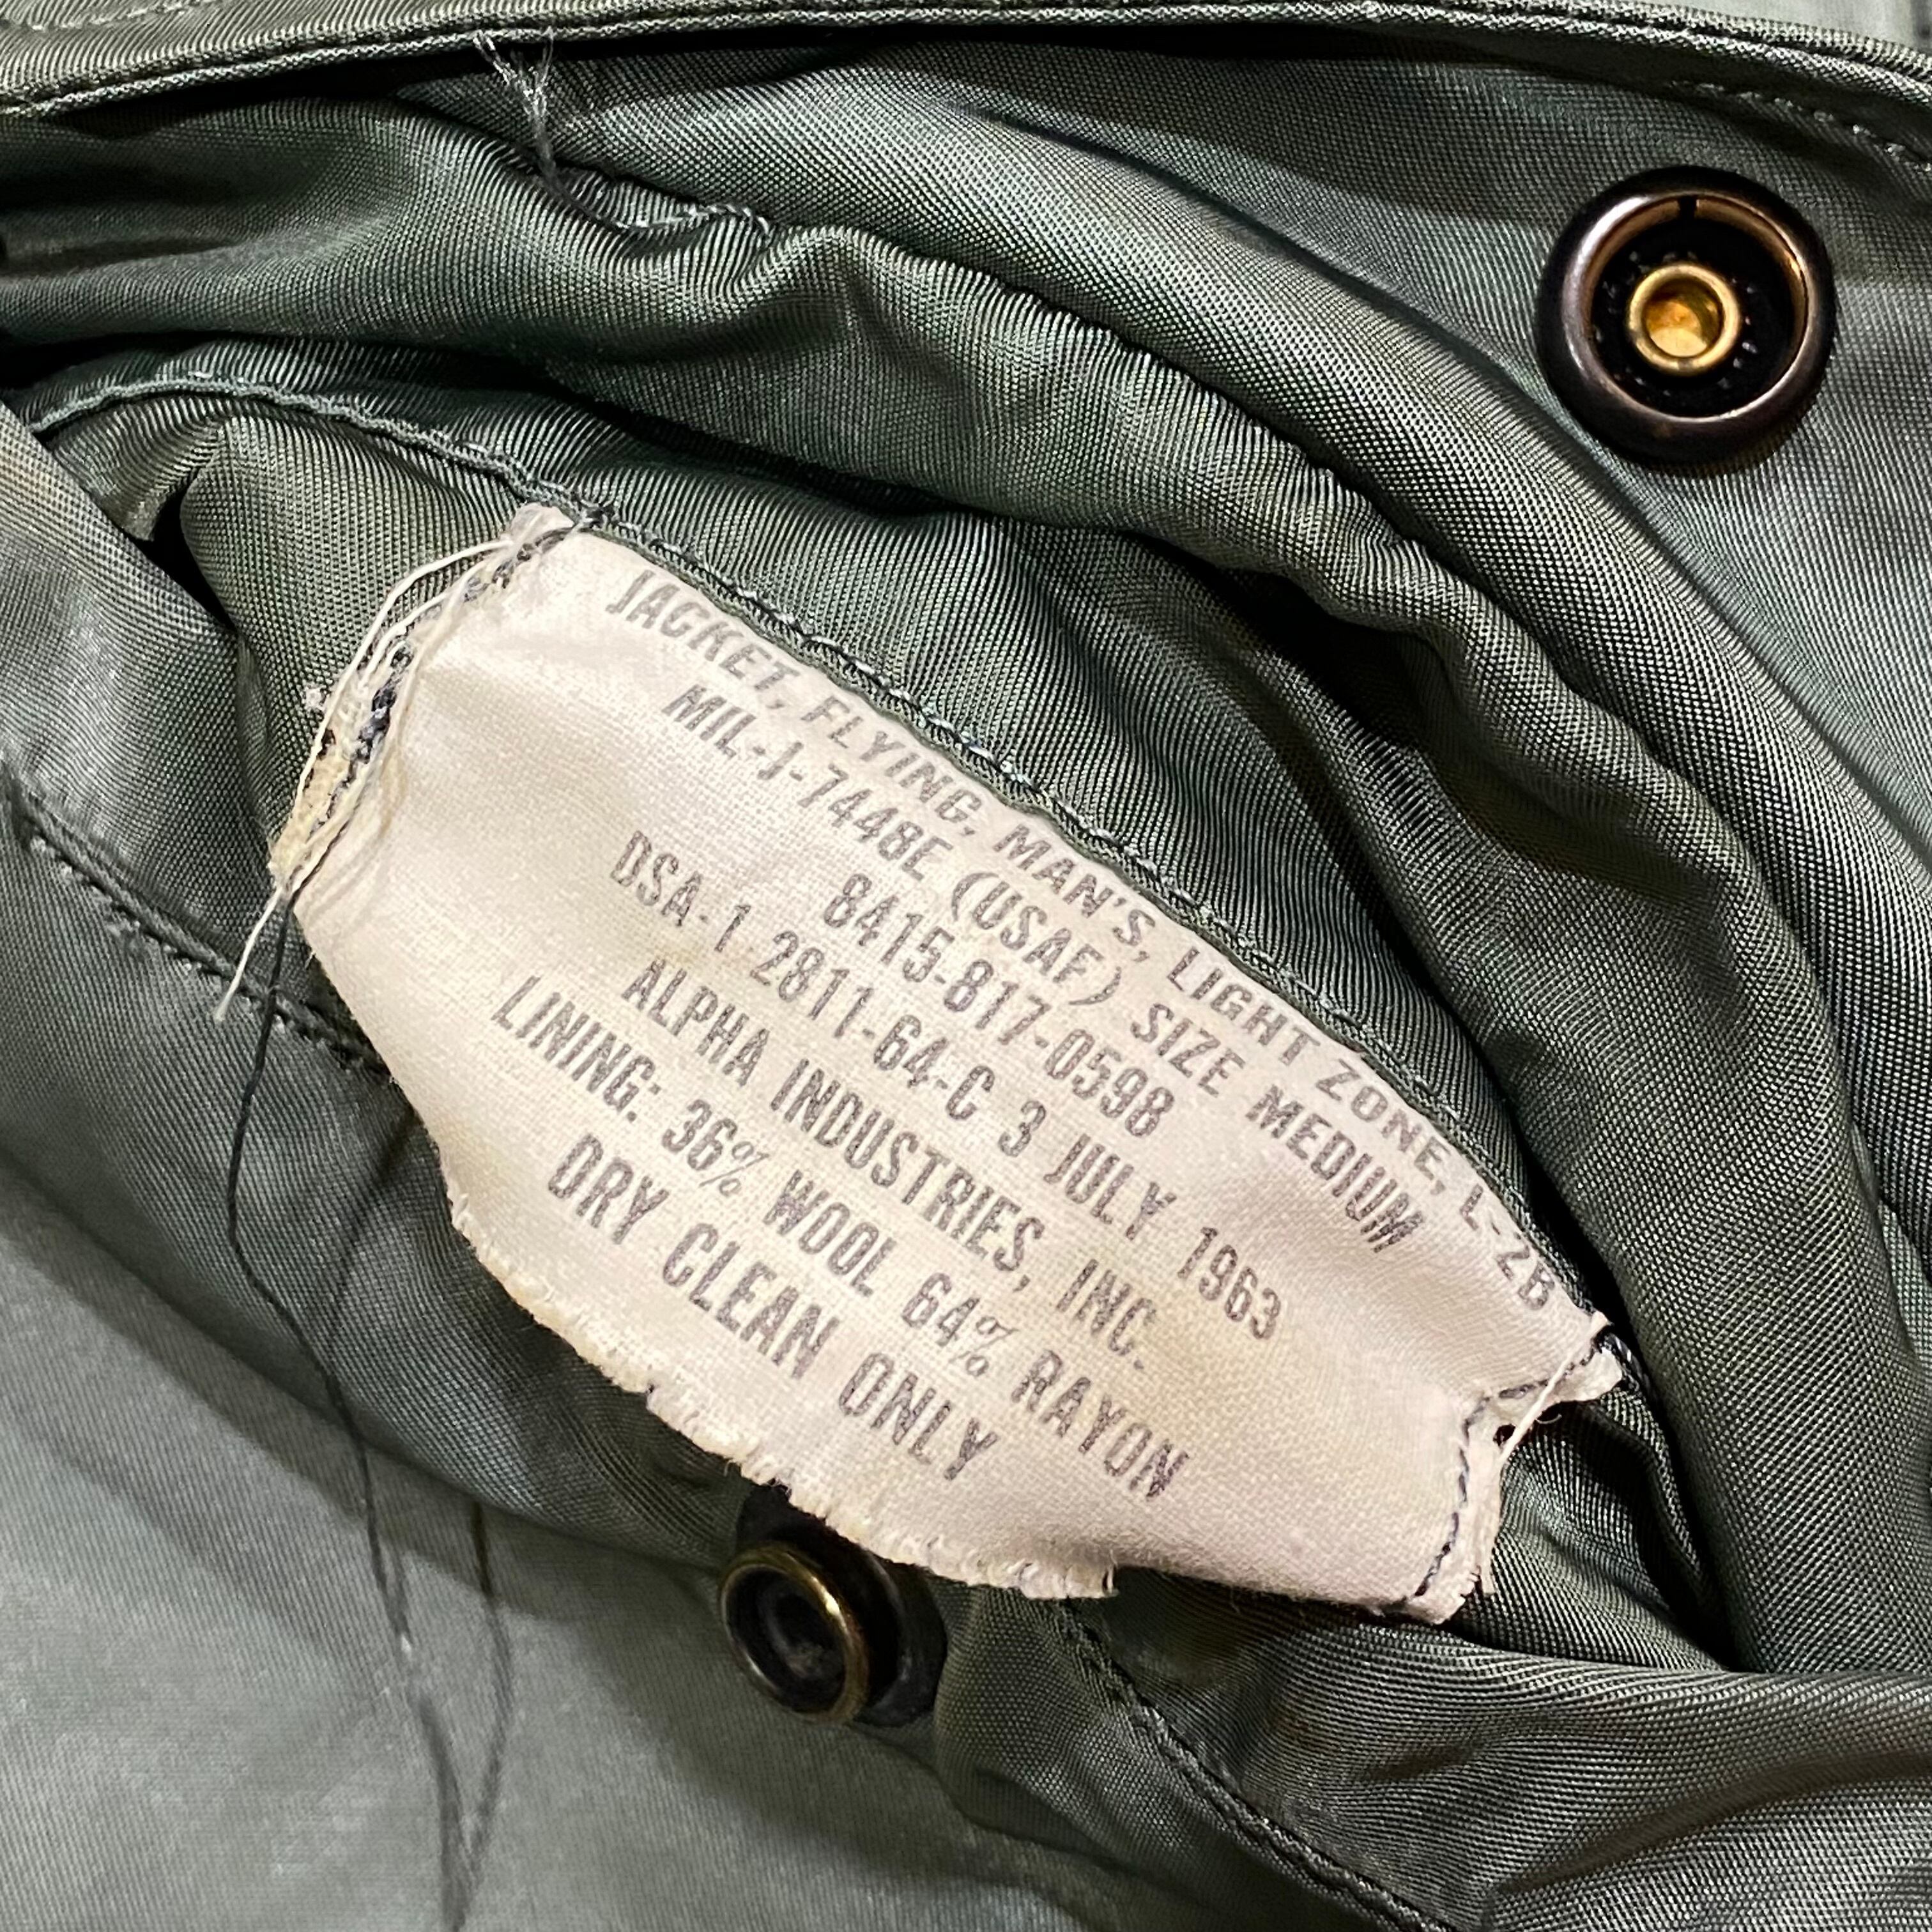 JACKET, FLYING, MAN'S, LIGHT ZONE, L-2B
MIL-J-7448E (USAF) SIZE MEDIUM
8415-817-0598
DSA-1-2811-64-C 3 JULY 1963
ALPHA INDUSTRIES, INC.
LINING: 36% WOOL 64% RAYON
DRY CLEAN ONLY